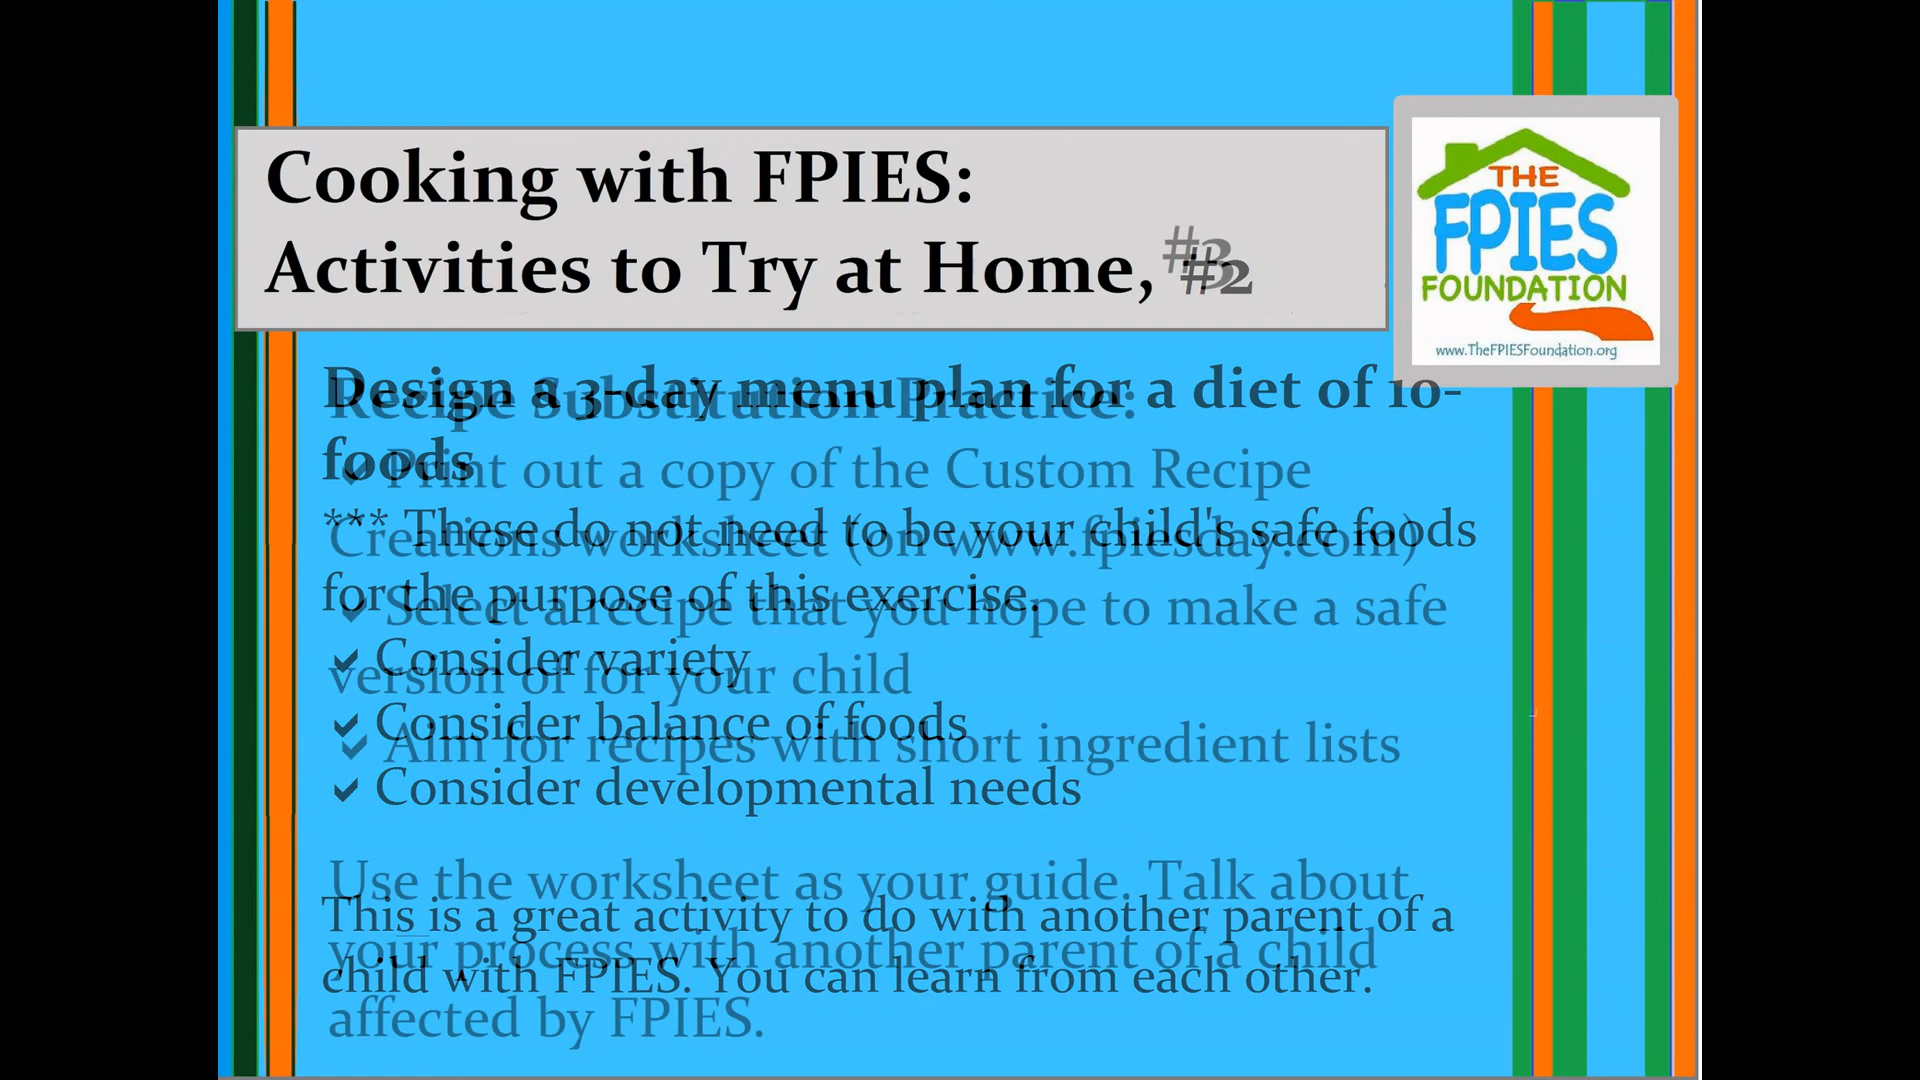 Cooking with FPIES:
Activities to Try at Home, #2
#3
THE
FPIES
FOUNDATION
www.TheFPIESFoundation.org
Design a 3-day menu plan for a diet of 10-
foods
*** These do not need to be your child's safe foods
for the purpose of this exercise.
Consider variety
Consider balance of foods
Consider developmental needs
This is a great activity to do with another parent of a
child with FPIES. You can learn from each other.
Recipe Substitution Practice:
Print out a copy of the Custom Recipe
Creations worksheet (on www.fpiesday.com)
Select a recipe that you hope to make a safe
version of for your child
Aim for recipes with short ingredient lists
Use the worksheet as your guide. Talk about
your process with another parent of a child
affected by FPIES.